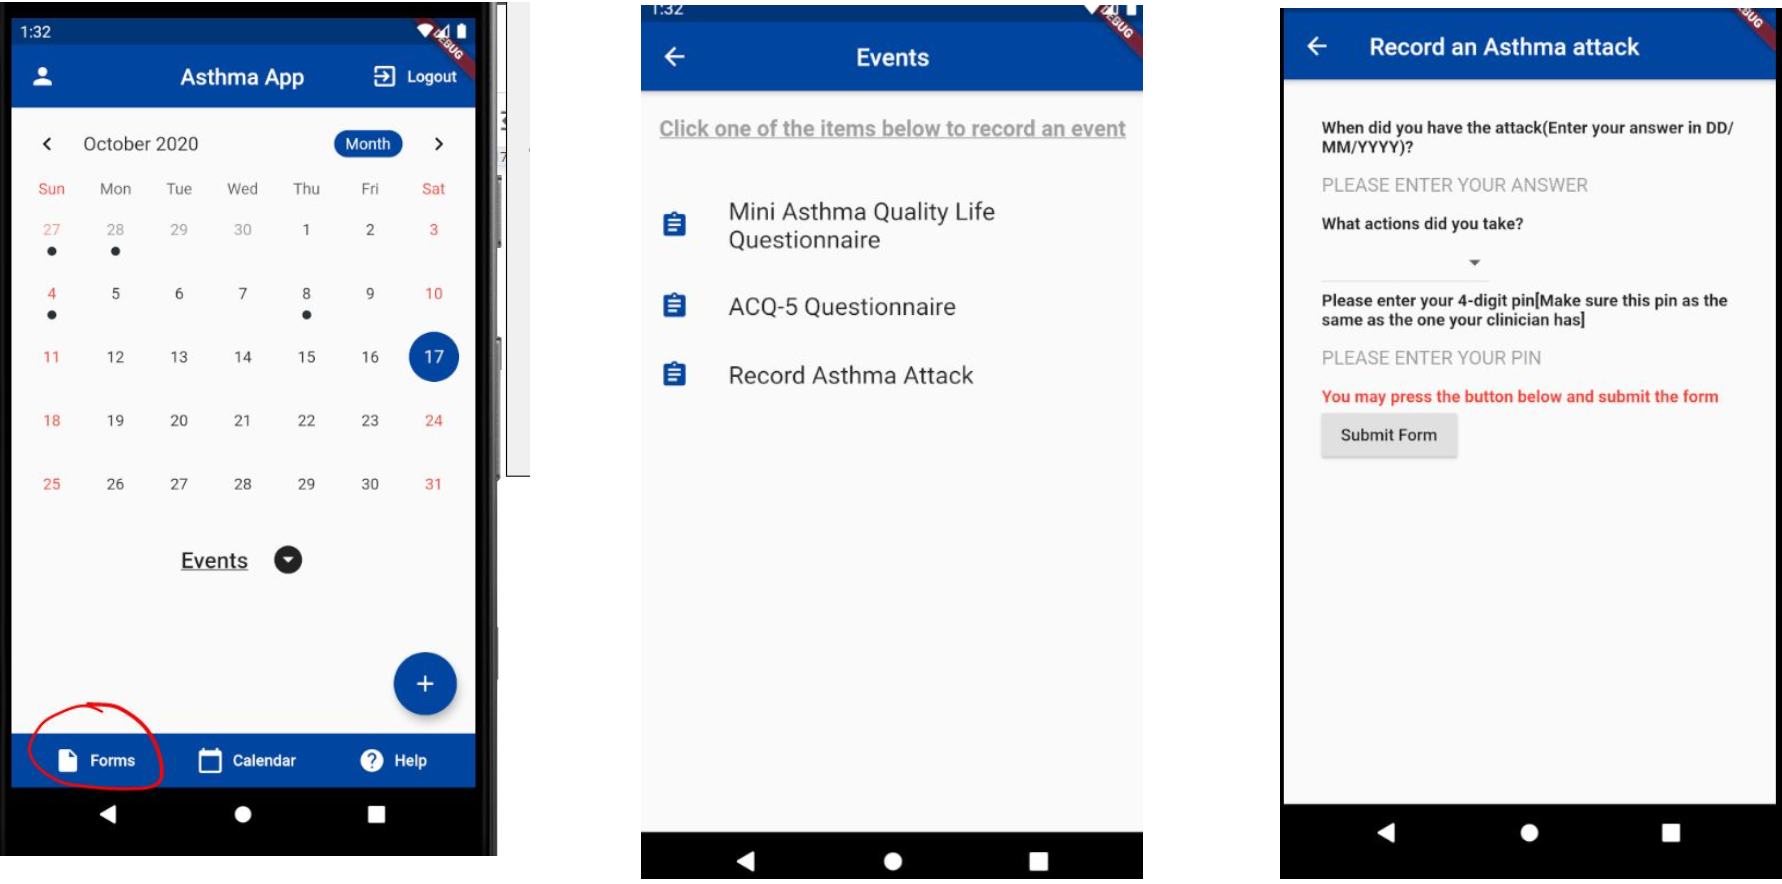 1:32
DEBUG
Asthma App
Logout
October 2020
Month
Sun Mon Tue Wed Thu Fri Sat
27 28 29 30 1 2 3
4 5 6 7 8 9 10
11 12 13 14 15 16 17
18 19 20 21 22 23 24
25 26 27 28 29 30 31
Events
+
Forms
Calendar
? Help
1:32
Events
Click one of the items below to record an event
Mini Asthma Quality Life
Questionnaire
ACQ-5 Questionnaire
Record Asthma Attack
Record an Asthma attack
When did you have the attack(Enter your answer in DD/
MM/YYYY)?
PLEASE ENTER YOUR ANSWER
What actions did you take?
Please enter your 4-digit pin[Make sure this pin as the
same as the one your clinician has]
PLEASE ENTER YOUR PIN
You may press the button below and submit the form
Submit Form